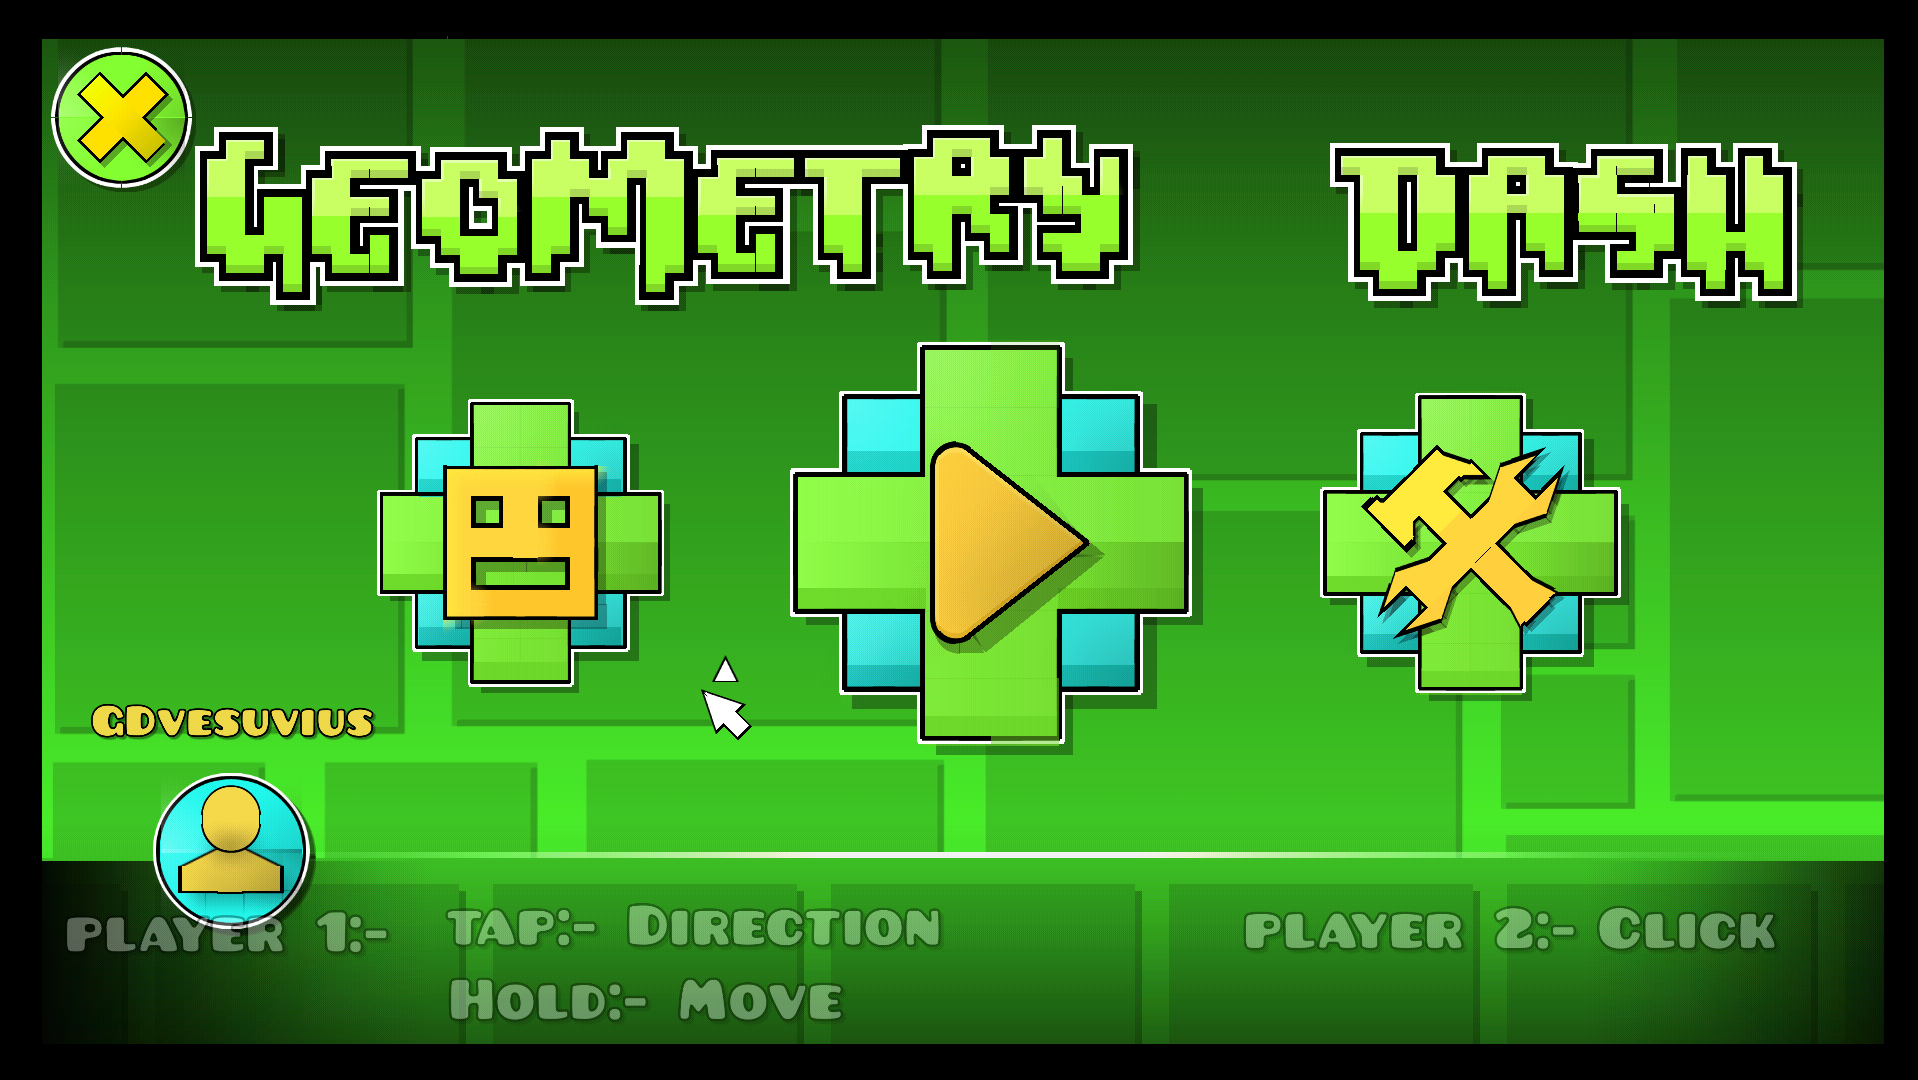 GEOMETRY DASH
GDVESUVIUS
PLAYER 1:- TAP:- DIRECTION
HOLD:- MOVE
PLAYER 2:- CLICK